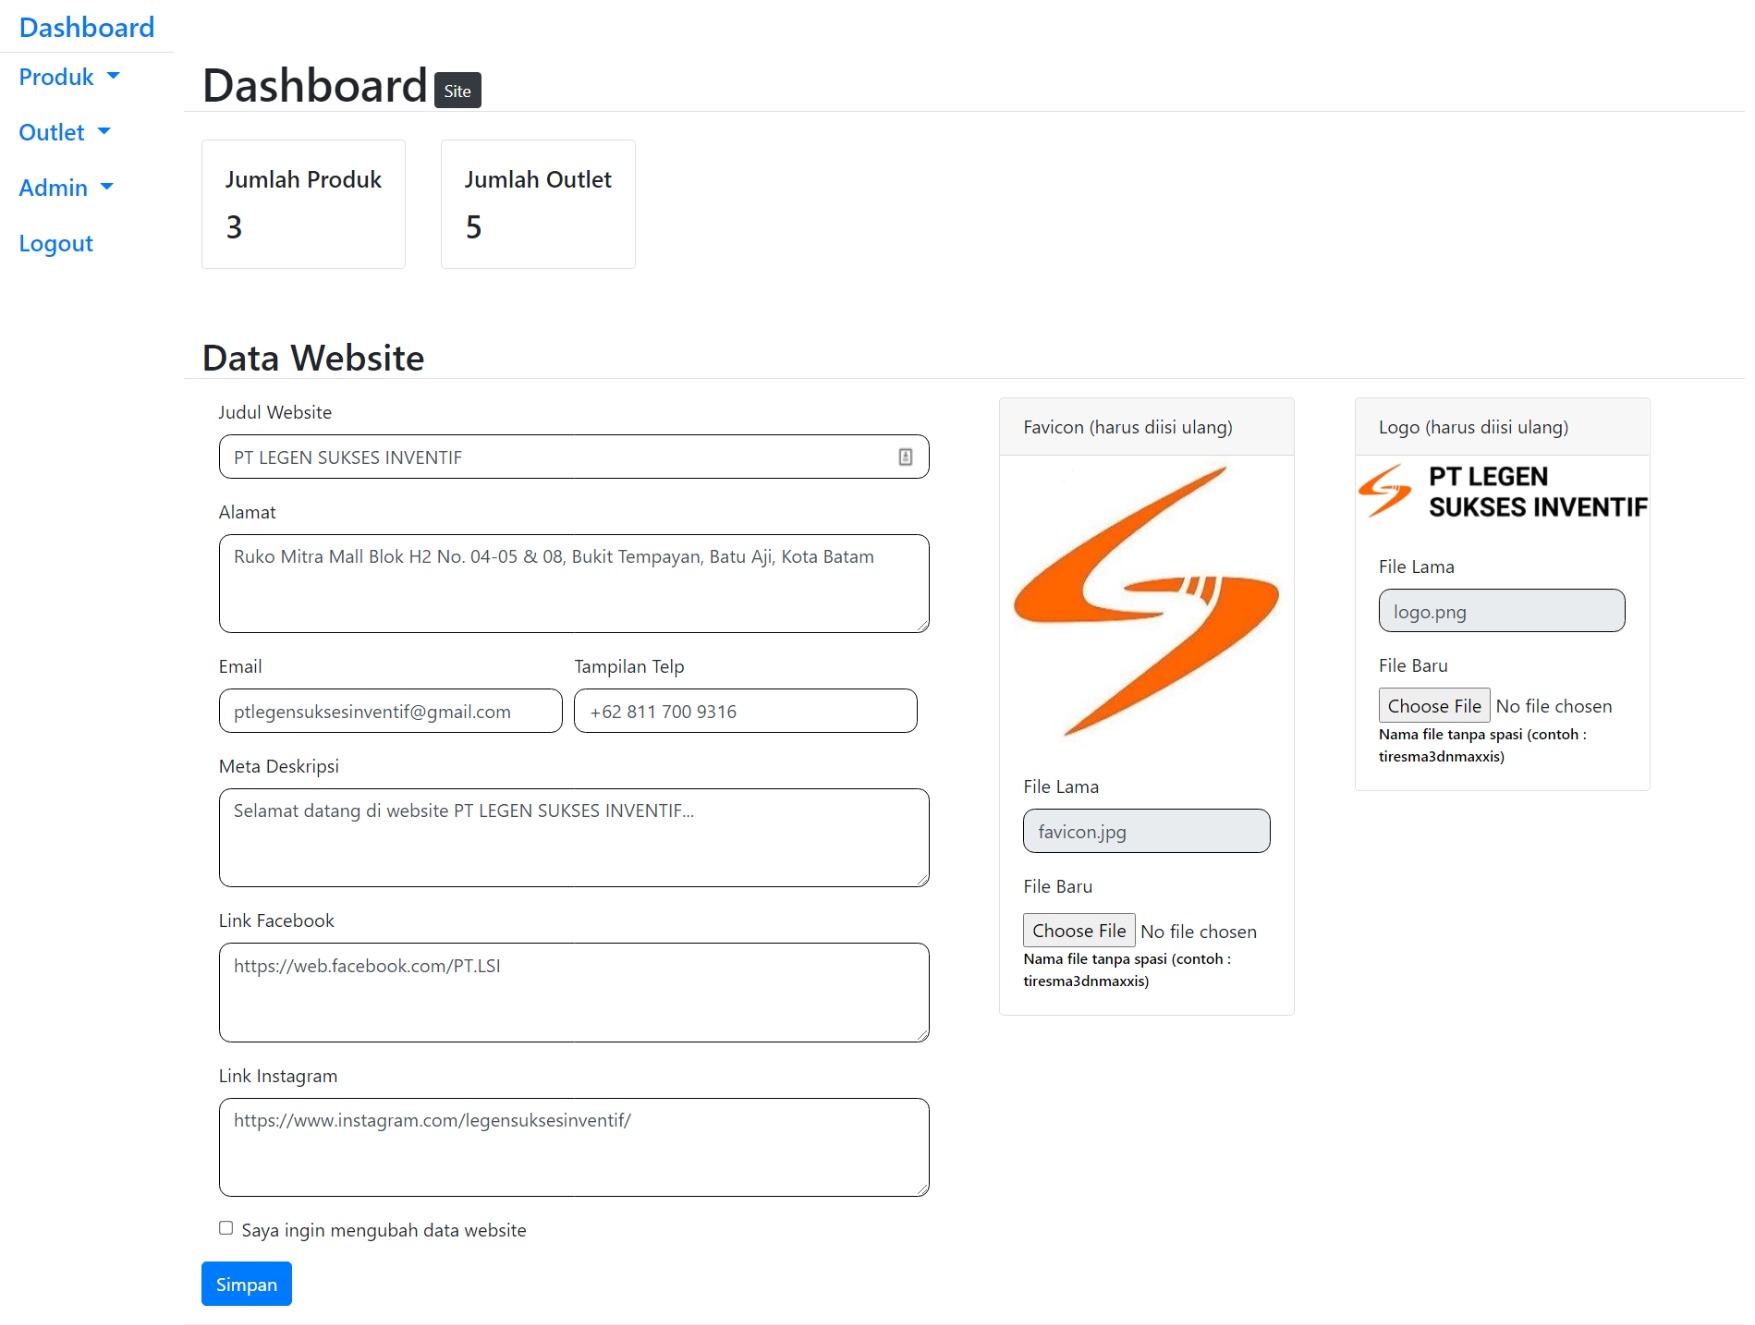 Dashboard
Produk
Outlet
Admin
Logout
Dashboard Site
Jumlah Produk
3
Jumlah Outlet
5
Data Website
Judul Website
PT LEGEN SUKSES INVENTIF
Alamat
Ruko Mitra Mall Blok H2 No. 04-05 & 08, Bukit Tempayan, Batu Aji, Kota Batam
Email
ptlegensuksesinventif@gmail.com
Tampilan Telp
+62 811 700 9316
Meta Deskripsi
Selamat datang di website PT LEGEN SUKSES INVENTIF...
Link Facebook
https://web.facebook.com/PT.LSI
Link Instagram
https://www.instagram.com/legensuksesinventif/
Saya ingin mengubah data website
Simpan
Favicon (harus diisi ulang)
File Lama
favicon.jpg
File Baru
Choose File No file chosen
Nama file tanpa spasi (contoh :
tiresma3dnmaxxis)
Logo (harus diisi ulang)
PT LEGEN
SUKSES INVENTIF
File Lama
logo.png
File Baru
Choose File No file chosen
Nama file tanpa spasi (contoh :
tiresma3dnmaxxis)